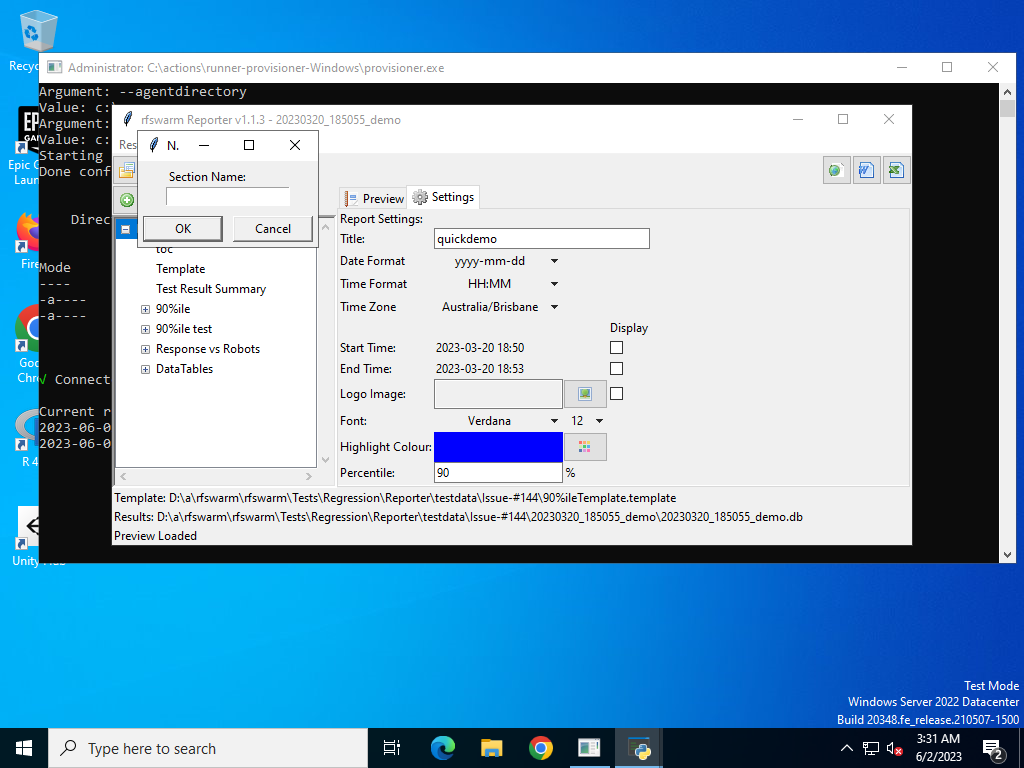 Recyc
Administrator: C:\actions\runner-provisioner-Windows\provisioner.exe
Argument: --agentdirectory
Value: c:\
Argument:
Value: c:
Starting
Done conf
Direc
Mode
----
-a----
-a----
√ Connect
Current r
2023-06-0
2023-06-0
Epic G
Laun
Fire
Goo
Chr
R 4
Unity Hub
rfswarm Reporter v1.1.3 - 20230320_185055_demo
Res
N.
Section Name:
OK
Cancel
toc
Template
Test Result Summary
90%ile
90%ile test
Response vs Robots
DataTables
Preview
Settings
Report Settings:
Title: quickdemo
Date Format yyyy-mm-dd
Time Format HH:MM
Time Zone Australia/Brisbane
Display
Start Time: 2023-03-20 18:50
End Time: 2023-03-20 18:53
Logo Image:
Font: Verdana 12
Highlight Colour:
Percentile: 90 %
Template: D:\a\rfswarm\rfswarm\Tests\Regression\Reporter\testdata\Issue-#144\90%ileTemplate.template
Results: D:\a\rfswarm\rfswarm\Tests\Regression\Reporter\testdata\Issue-#144\20230320_185055_demo\20230320_185055_demo.db
Preview Loaded
Test Mode
Windows Server 2022 Datacenter
Build 20348.fe_release.210507-1500
Type here to search
3:31 AM
6/2/2023
2